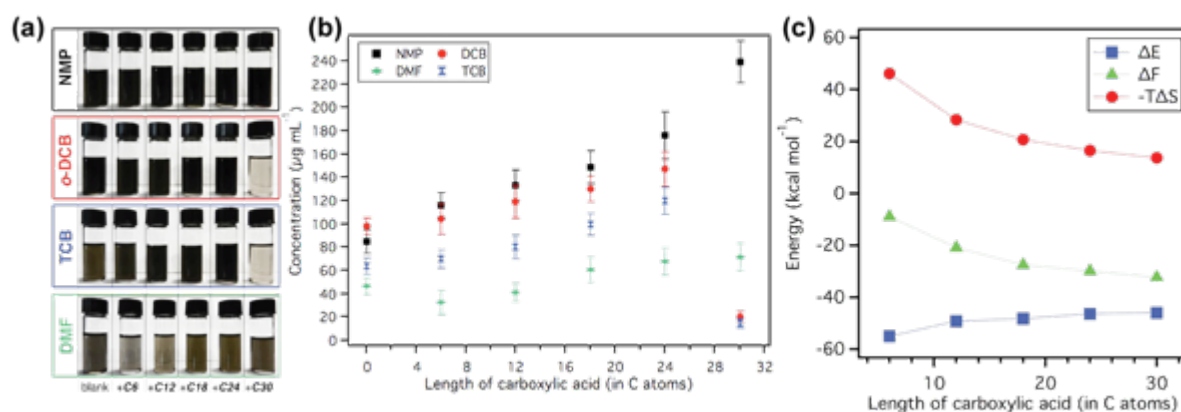 (a)
NMP
o-DCB
TCB
DMF
blank +C6 +C12 +C18 +C24 +C30
(b)
NMP DCB
DMF TCB
Concentration (µg mL⁻¹)
240
220
200
180
160
140
120
100
80
60
40
20
0
0 4 8 12 16 20 24 28 32
Length of carboxylic acid (in C atoms)
(c)
ΔE
ΔF
-TΔS
Energy (kcal mol⁻¹)
60
40
20
0
-20
-40
-60
10 20 30
Length of carboxylic acid (in C atoms)